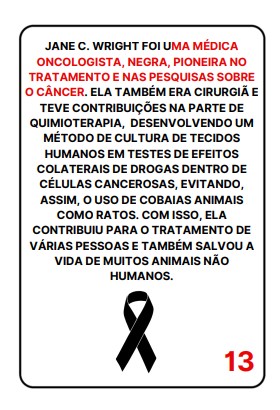 JANE C. WRIGHT FOI UMA MÉDICA
ONCOLOGISTA, NEGRA, PIONEIRA NO
TRATAMENTO E NAS PESQUISAS SOBRE
O CÂNCER. ELA TAMBÉM ERA CIRURGIÃ E
TEVE CONTRIBUIÇÕES NA PARTE DE
QUIMIOTERAPIA, DESENVOLVENDO UM
MÉTODO DE CULTURA DE TECIDOS
HUMANOS EM TESTES DE EFEITOS
COLATERAIS DE DROGAS DENTRO DE
CÉLULAS CANCEROSAS, EVITANDO,
ASSIM, O USO DE COBAIAS ANIMAIS
COMO RATOS. COM ISSO, ELA
CONTRIBUIU PARA O TRATAMENTO DE
VÁRIAS PESSOAS E TAMBÉM SALVOU A
VIDA DE MUITOS ANIMAIS NÃO
HUMANOS.
13